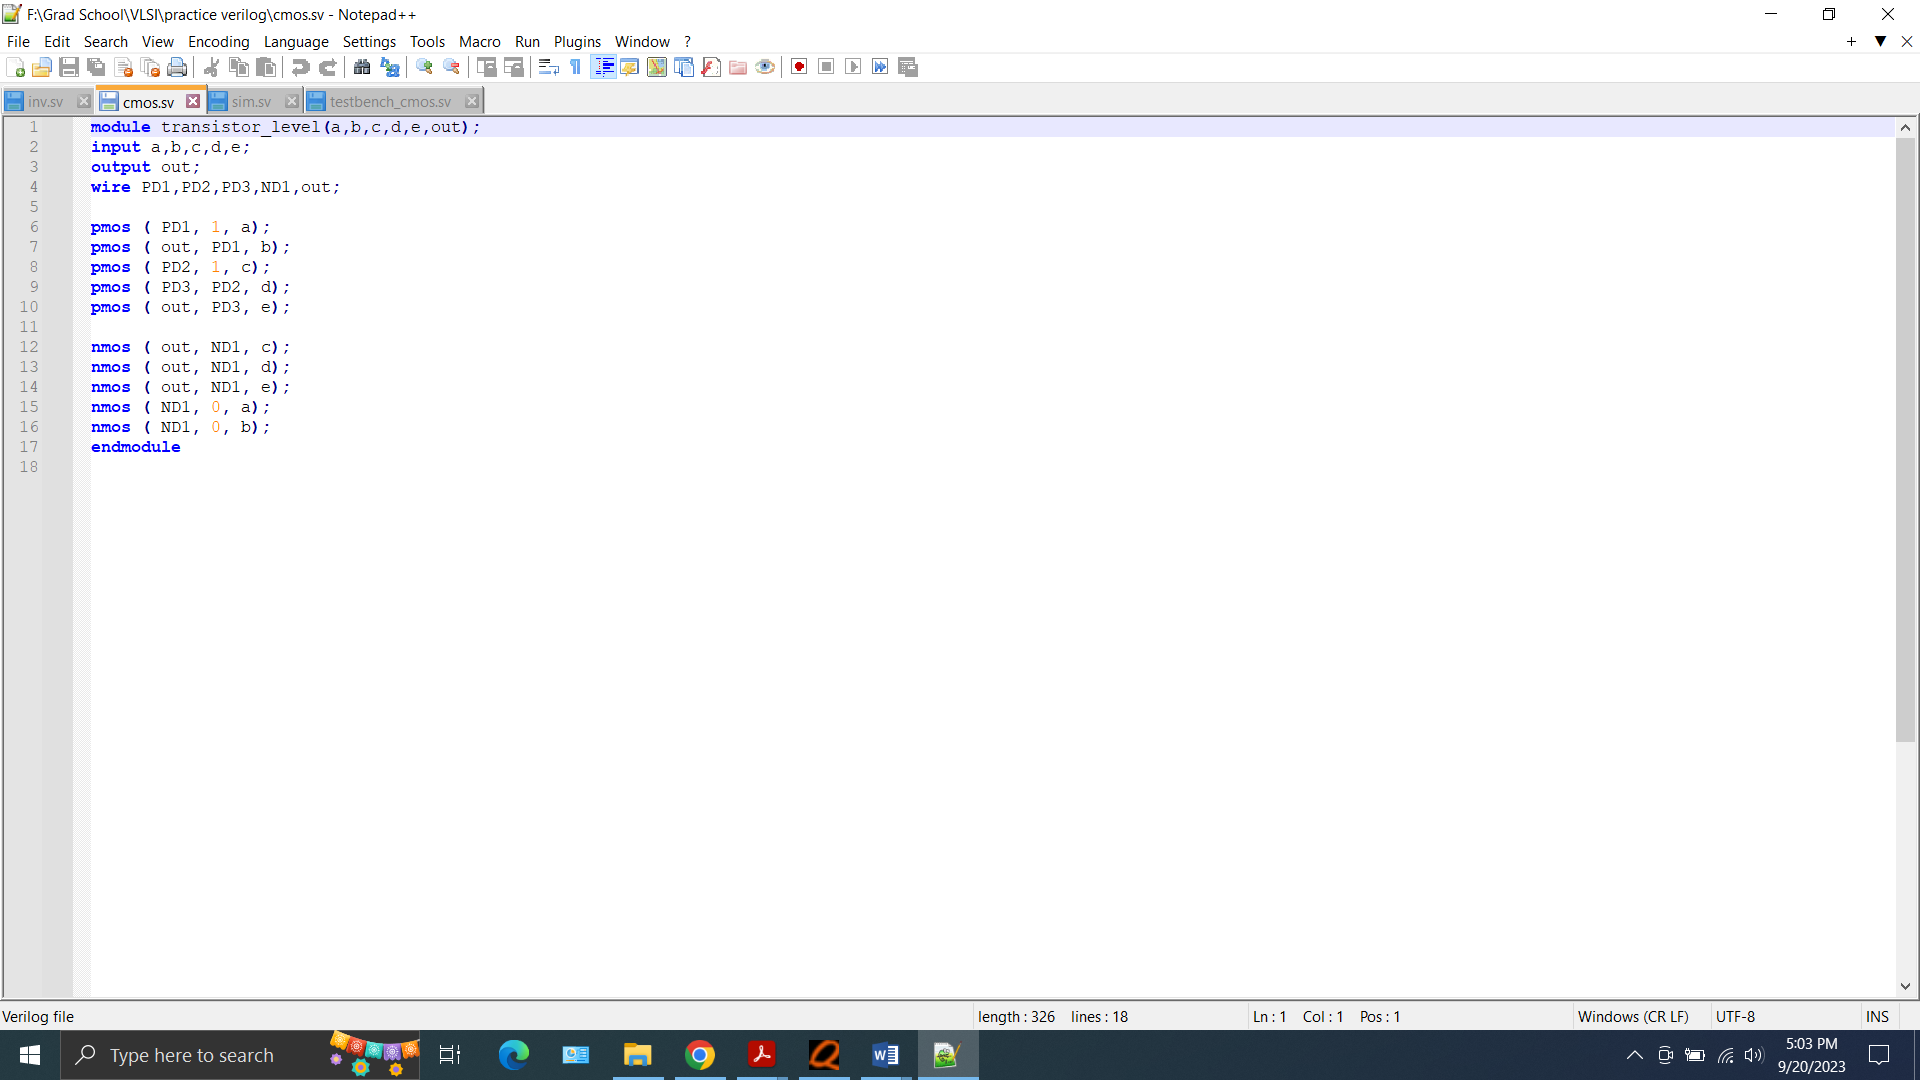 F:\Grad School\VLSI\practice verilog\cmos.sv - Notepad++
File Edit Search View Encoding Language Settings Tools Macro Run Plugins Window ?
inv.sv cmos.sv sim.sv testbench_cmos.sv
1 module transistor_level(a,b,c,d,e,out);
2 input a,b,c,d,e;
3 output out;
4 wire PD1,PD2,PD3,ND1,out;
5
6 pmos ( PD1, 1, a);
7 pmos ( out, PD1, b);
8 pmos ( PD2, 1, c);
9 pmos ( PD3, PD2, d);
10 pmos ( out, PD3, e);
11
12 nmos ( out, ND1, c);
13 nmos ( out, ND1, d);
14 nmos ( out, ND1, e);
15 nmos ( ND1, 0, a);
16 nmos ( ND1, 0, b);
17 endmodule
18
Verilog file length : 326 lines : 18 Ln : 1 Col : 1 Pos : 1 Windows (CR LF) UTF-8 INS
Type here to search
5:03 PM
9/20/2023